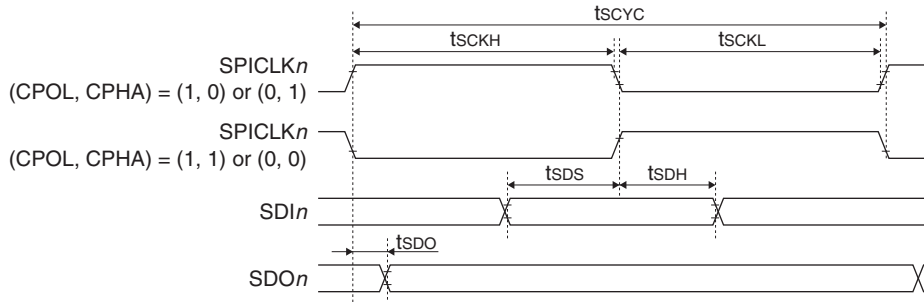 tSCYC
tSCKH
tSCKL
SPICLKn
(CPOL, CPHA) = (1, 0) or (0, 1)
SPICLKn
(CPOL, CPHA) = (1, 1) or (0, 0)
tSDS
tSDH
SDIn
tSDO
SDOn